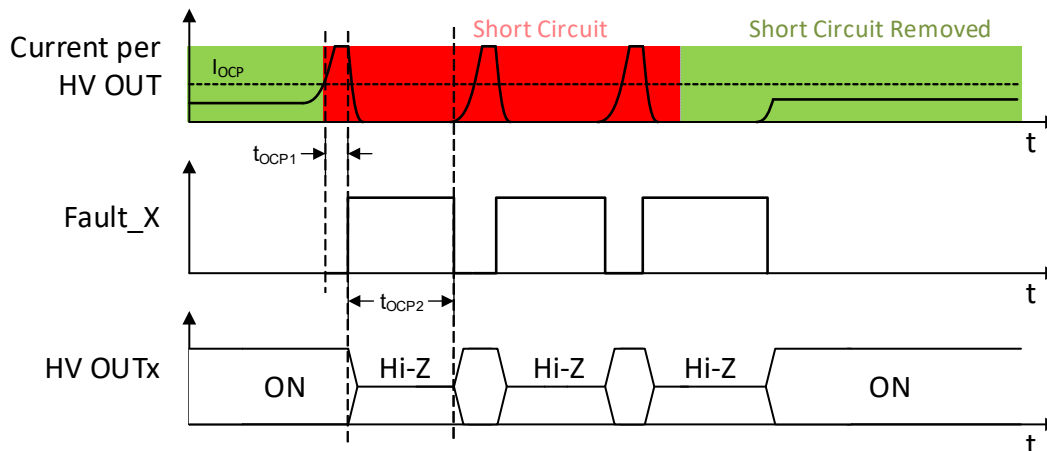 Short Circuit
Short Circuit Removed
Current per
HV OUT
IOCP
t
tOCP1
Fault_X
t
tOCP2
HV OUTx
ON
Hi-Z
Hi-Z
Hi-Z
ON
t